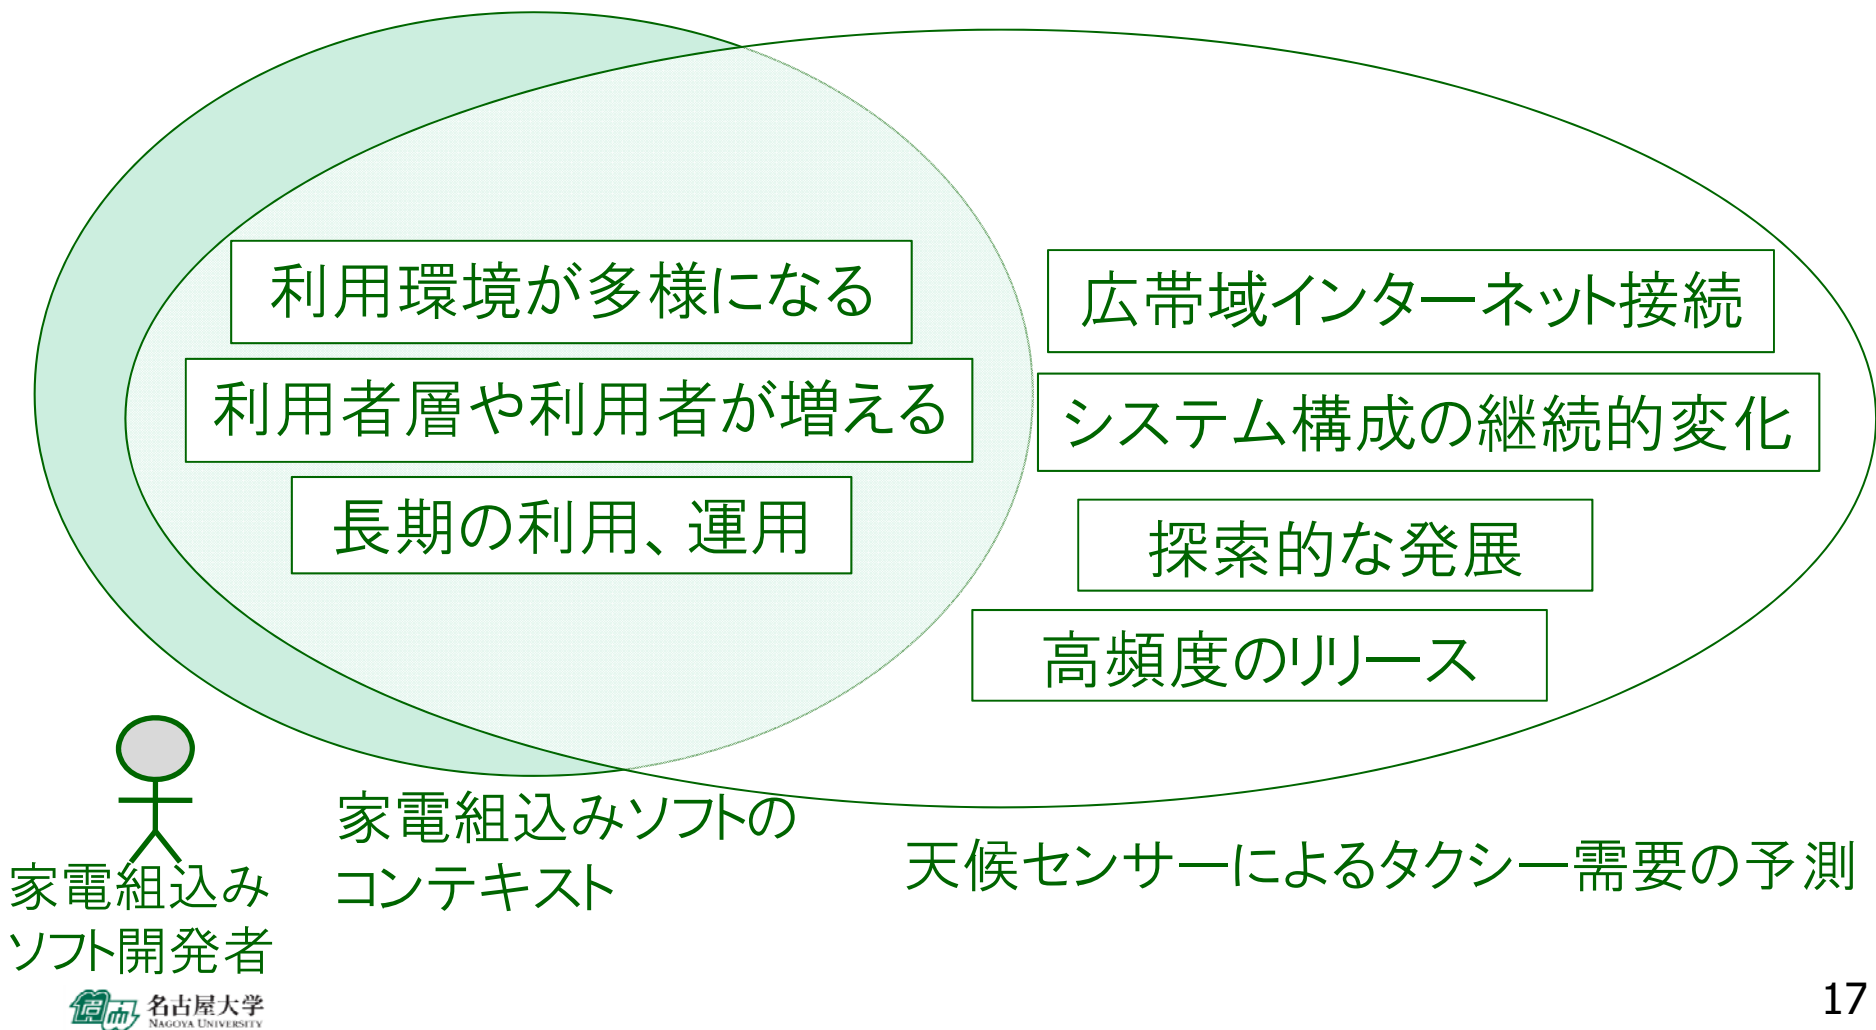 利用環境が多様になる
利用者層や利用者が増える
長期の利用、運用
広帯域インターネット接続
システム構成の継続的変化
探索的な発展
高頻度のリリース
家電組込みソフトの
コンテキスト
天候センサーによるタクシー需要の予測
家電組込み
ソフト開発者
名古屋大学
NAGOYA UNIVERSITY
17